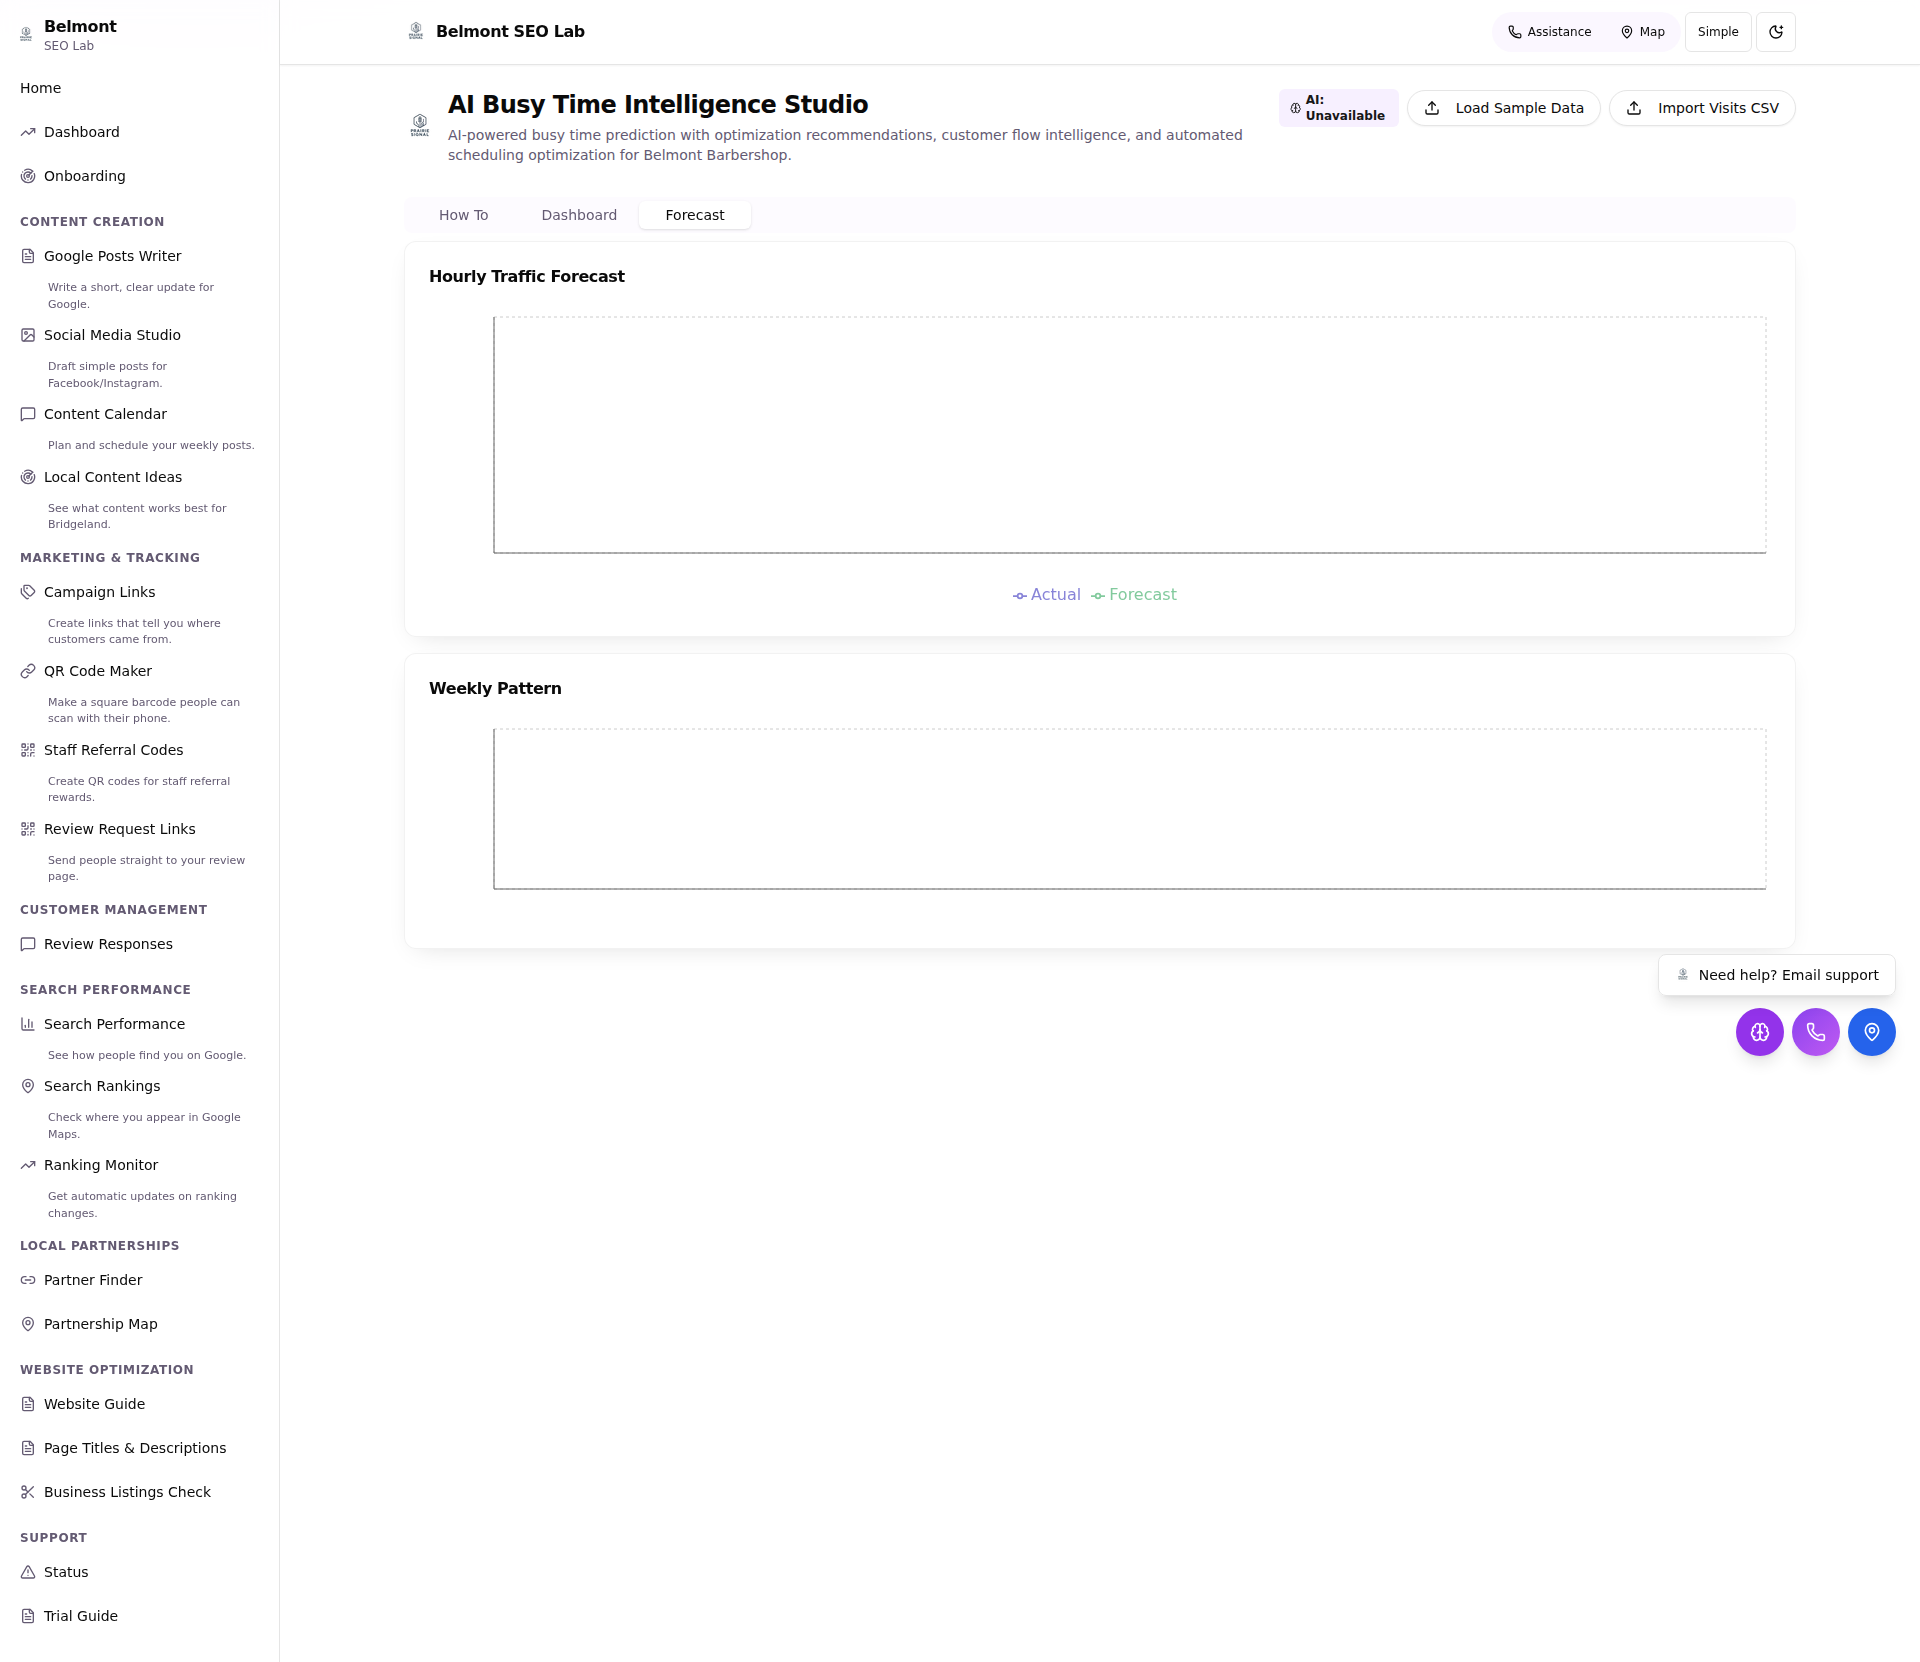 Belmont
SEO Lab
Home
Dashboard
Onboarding
CONTENT CREATION
Google Posts Writer
Write a short, clear update for
Google.
Social Media Studio
Draft simple posts for
Facebook/Instagram.
Content Calendar
Plan and schedule your weekly posts.
Local Content Ideas
See what content works best for
Bridgeland.
MARKETING & TRACKING
Campaign Links
Create links that tell you where
customers came from.
QR Code Maker
Make a square barcode people can
scan with their phone.
Staff Referral Codes
Create QR codes for staff referral
rewards.
Review Request Links
Send people straight to your review
page.
CUSTOMER MANAGEMENT
Review Responses
SEARCH PERFORMANCE
Search Performance
See how people find you on Google.
Search Rankings
Check where you appear in Google
Maps.
Ranking Monitor
Get automatic updates on ranking
changes.
LOCAL PARTNERSHIPS
Partner Finder
Partnership Map
WEBSITE OPTIMIZATION
Website Guide
Page Titles & Descriptions
Business Listings Check
SUPPORT
Status
Trial Guide
Belmont SEO Lab
Assistance
Map
Simple
PRAIRIE
SIGNAL
AI Busy Time Intelligence Studio
AI-powered busy time prediction with optimization recommendations, customer flow intelligence, and automated
scheduling optimization for Belmont Barbershop.
AI:
Unavailable
Load Sample Data
Import Visits CSV
How To
Dashboard
Forecast
Hourly Traffic Forecast
Actual
Forecast
Weekly Pattern
Need help? Email support